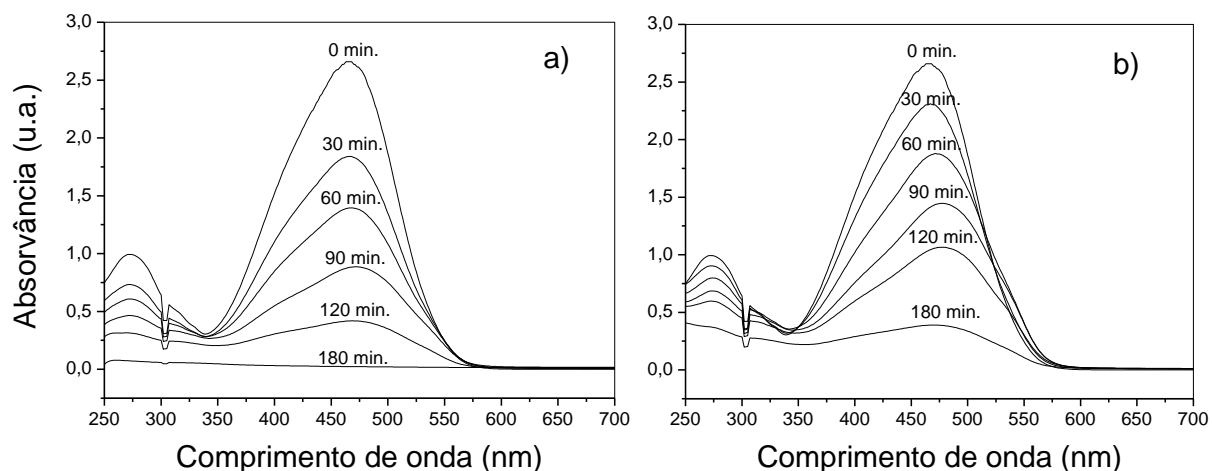 a)
3,0
2,5
2,0
1,5
1,0
0,5
0,0
Absorvância (u.a.)
0 min.
30 min.
60 min.
90 min.
120 min.
180 min.
250 300 350 400 450 500 550 600 650 700
Comprimento de onda (nm)
b)
3,0
2,5
2,0
1,5
1,0
0,5
0,0
0 min.
30 min.
60 min.
90 min.
120 min.
180 min.
250 300 350 400 450 500 550 600 650 700
Comprimento de onda (nm)